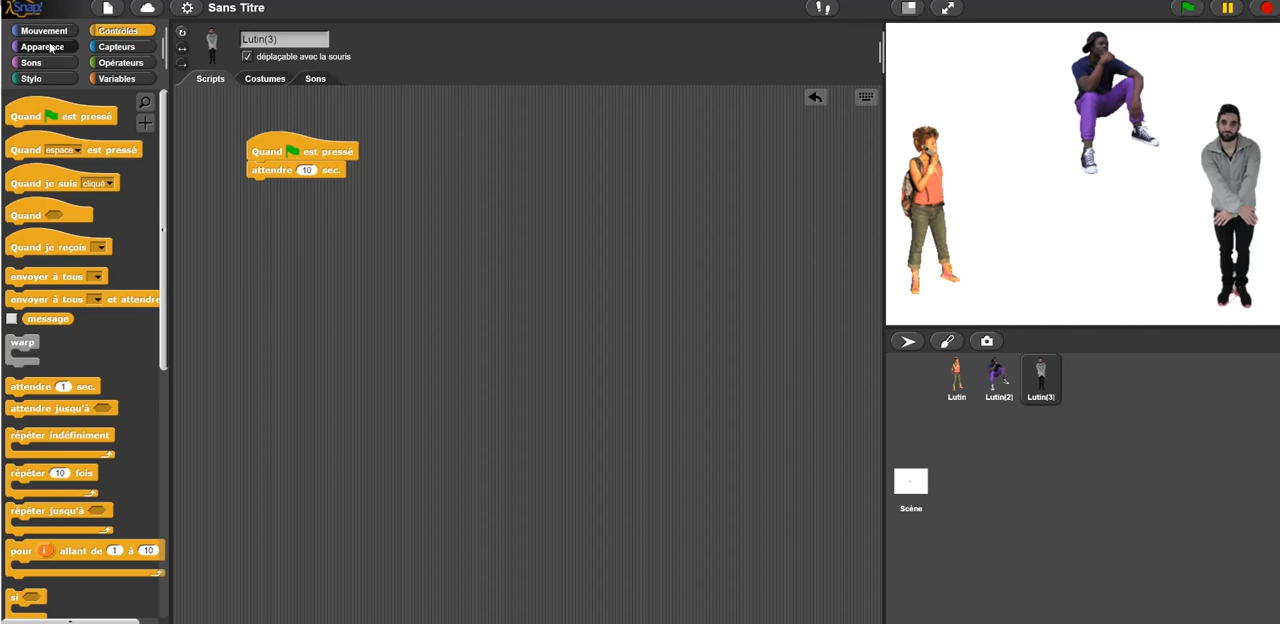 Snap! Sans Titre
Mouvement Contrôles
Apparence Capteurs
Sons Opérateurs
Stylo Variables
Lutin(3)
déplaçable avec la souris
Scripts Costumes Sons
Quand est pressé
Quand espace est pressé
Quand je suis cliqué
Quand
Quand je reçois
envoyer à tous
envoyer à tous et attendre
message
warp
attendre 1 sec.
attendre jusqu'à
répéter indéfiniment
répéter 10 fois
répéter jusqu'à
pour i allant de 1 à 10
si
Quand est pressé
attendre 10 sec.
Lutin Lutin(2) Lutin(3)
Scène